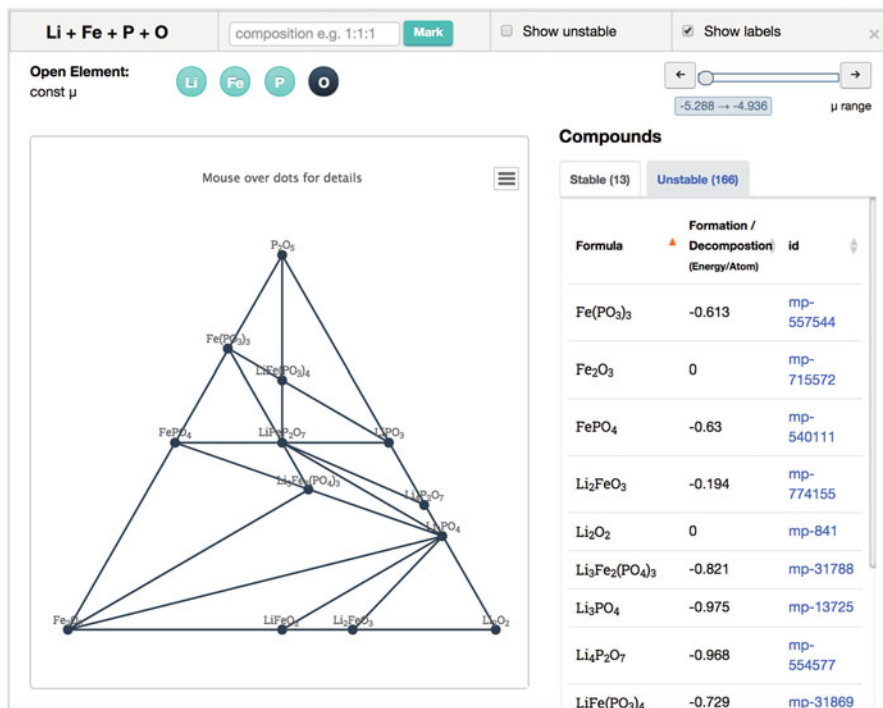 Li + Fe + P + O
composition e.g. 1:1:1
Mark
Show unstable
Show labels
×
Open Element:
const μ
Li Fe P O
← →
-5.288 → -4.936
μ range
Mouse over dots for details
P₂O₅
Fe(PO₃)₃
LiFe(PO₃)₄
FePO₄ LiFeP₂O₇ LiPO₃
Li₃Fe₂(PO₄)₃
Li₄P₂O₇
Li₃PO₄
Fe₂O₃ LiFeO₂ Li₂FeO₃ Li₂O₂
Compounds
Stable (13) Unstable (166)
Formation /
Formula Decompostion id
(Energy/Atom)
Fe(PO₃)₃ -0.613 mp-
557544
Fe₂O₃ 0 mp-
715572
FePO₄ -0.63 mp-
540111
Li₂FeO₃ -0.194 mp-
774155
Li₂O₂ 0 mp-841
Li₃Fe₂(PO₄)₃ -0.821 mp-31788
Li₃PO₄ -0.975 mp-13725
Li₄P₂O₇ -0.968 mp-
554577
LiFe(PO₃)₄ -0.729 mp-31869